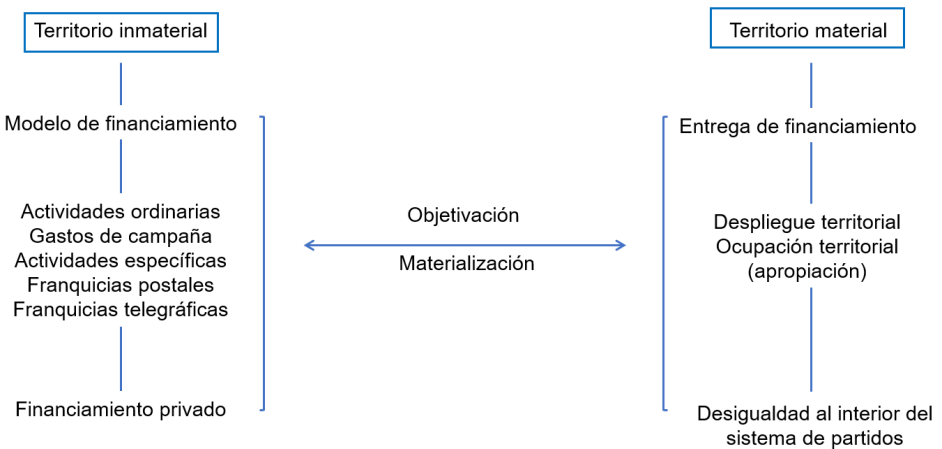 Territorio inmaterial
Modelo de financiamiento
Actividades ordinarias
Gastos de campaña
Actividades específicas
Franquicias postales
Franquicias telegráficas
Financiamiento privado
Objetivación
Materialización
Territorio material
Entrega de financiamiento
Despliegue territorial
Ocupación territorial
(apropiación)
Desigualdad al interior del
sistema de partidos